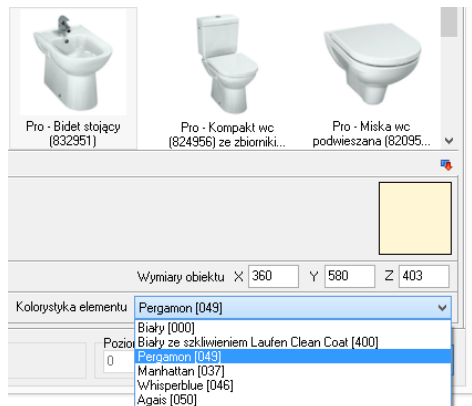 Pro - Bidet stojący
(832951)
Pro - Kompakt wc
(824956) ze zbiorniki...
Pro - Miska wc
podwieszana (82095...
Wymiary obiektu X 360 Y 580 Z 403
Kolorystyka elementu Pergamon [049]
Biały [000]
Biały ze szkliwieniem Laufen Clean Coat [400]
Pozio
0
Pergamon [049]
Manhattan [037]
Whisperblue [046]
Agais [050]